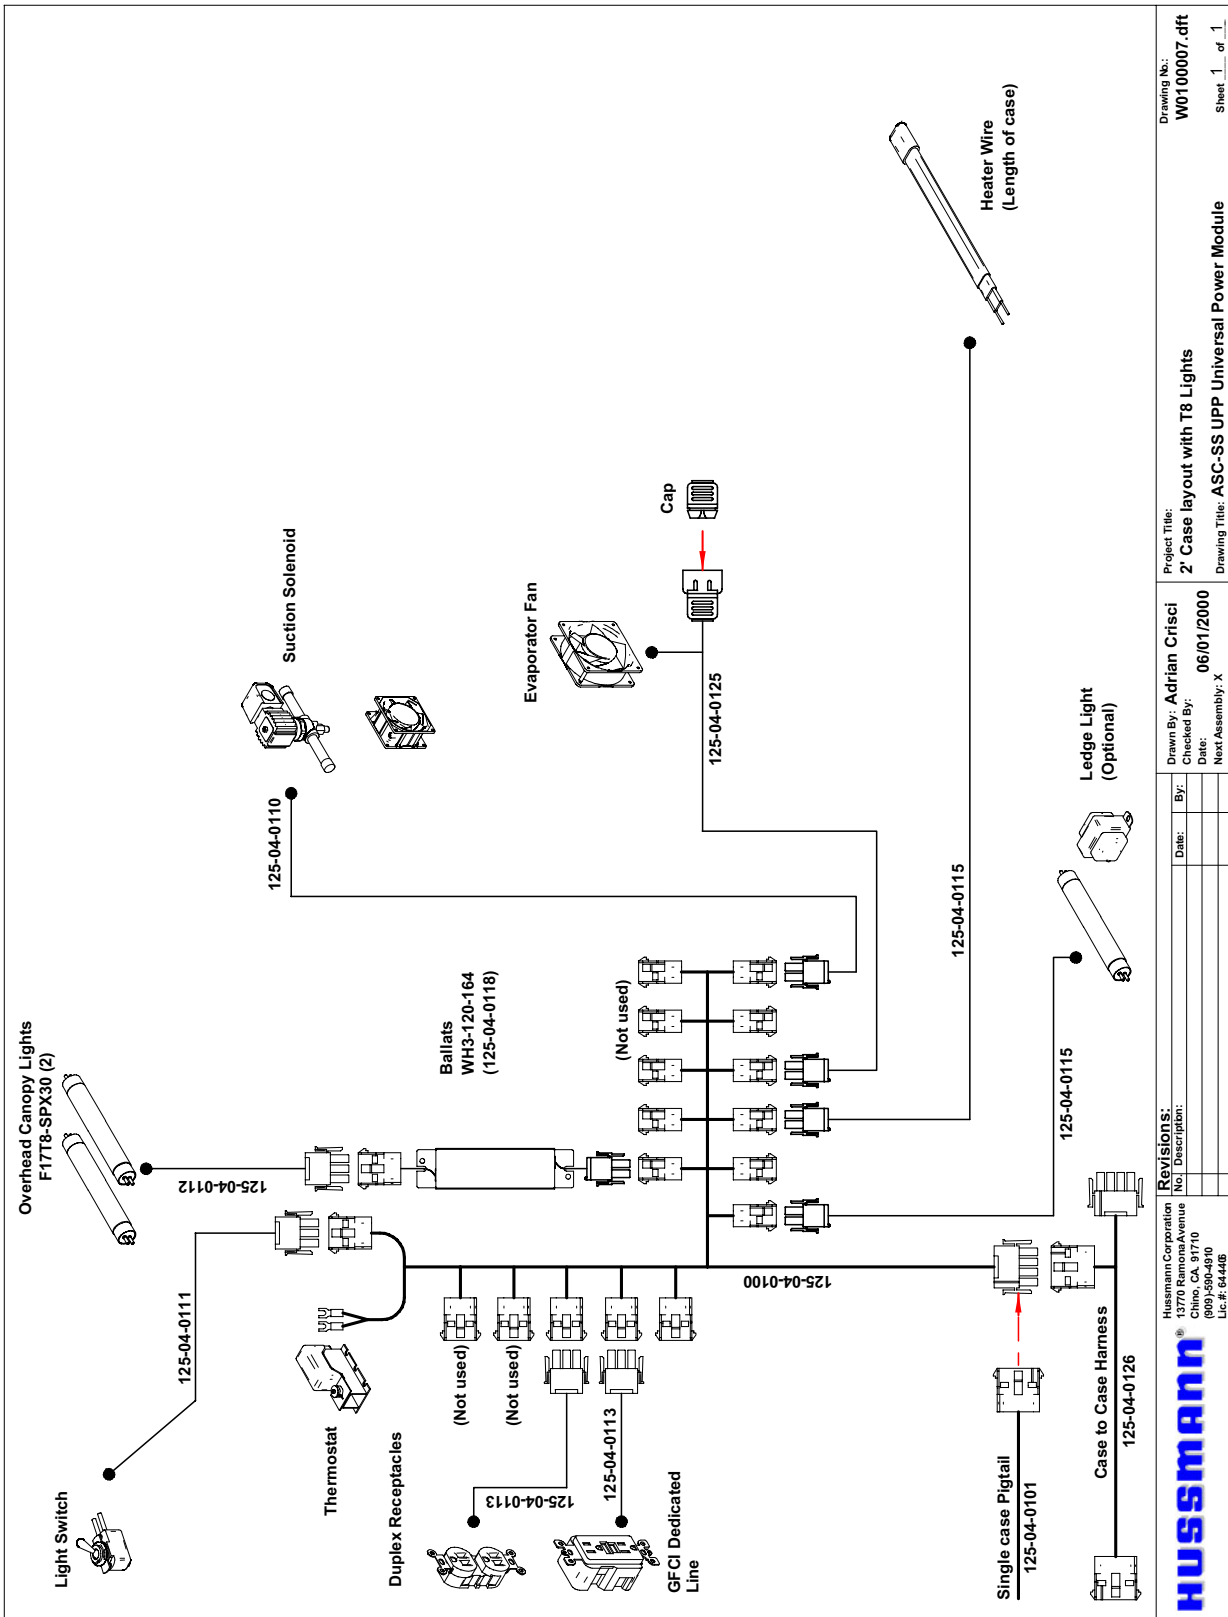 Overhead Canopy Lights
F17T8-SPX30 (2)
Light Switch
125-04-0111
125-04-0112
Thermostat
Ballats
WH3-120-164
(125-04-0118)
Suction Solenoid
125-04-0110
Evaporator Fan
125-04-0125
Cap
Heater Wire
(Length of case)
125-04-0115
(Not used)
(Not used)
(Not used)
Duplex Receptacles
125-04-0113
GFCI Dedicated
Line
125-04-0113
125-04-0100
Ledge Light
(Optional)
125-04-0115
Single case Pigtail
125-04-0101
Case to Case Harness
125-04-0126
HUSSMANN®
Hussmann Corporation
13770 Ramona Avenue
Chino, CA. 91710
(909)-590-4910
Lic.#: 644406
Revisions:
No. Description:
Date:
By:
Drawn By: Adrian Crisci
Checked By:
Date: 06/01/2000
Next Assembly: X
Project Title:
2' Case layout with T8 Lights
Drawing Title: ASC-SS UPP Universal Power Module
Drawing No.:
W0100007.dft
Sheet 1 of 1